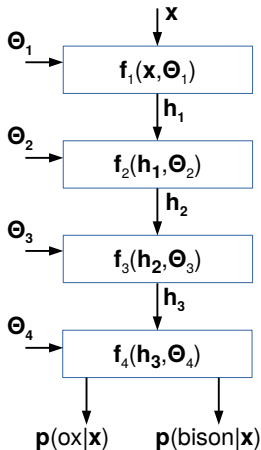 x
Θ1
f1(x,Θ1)
h1
Θ2
f2(h1,Θ2)
h2
Θ3
f3(h2,Θ3)
h3
Θ4
f4(h3,Θ4)
p(ox|x) p(bison|x)